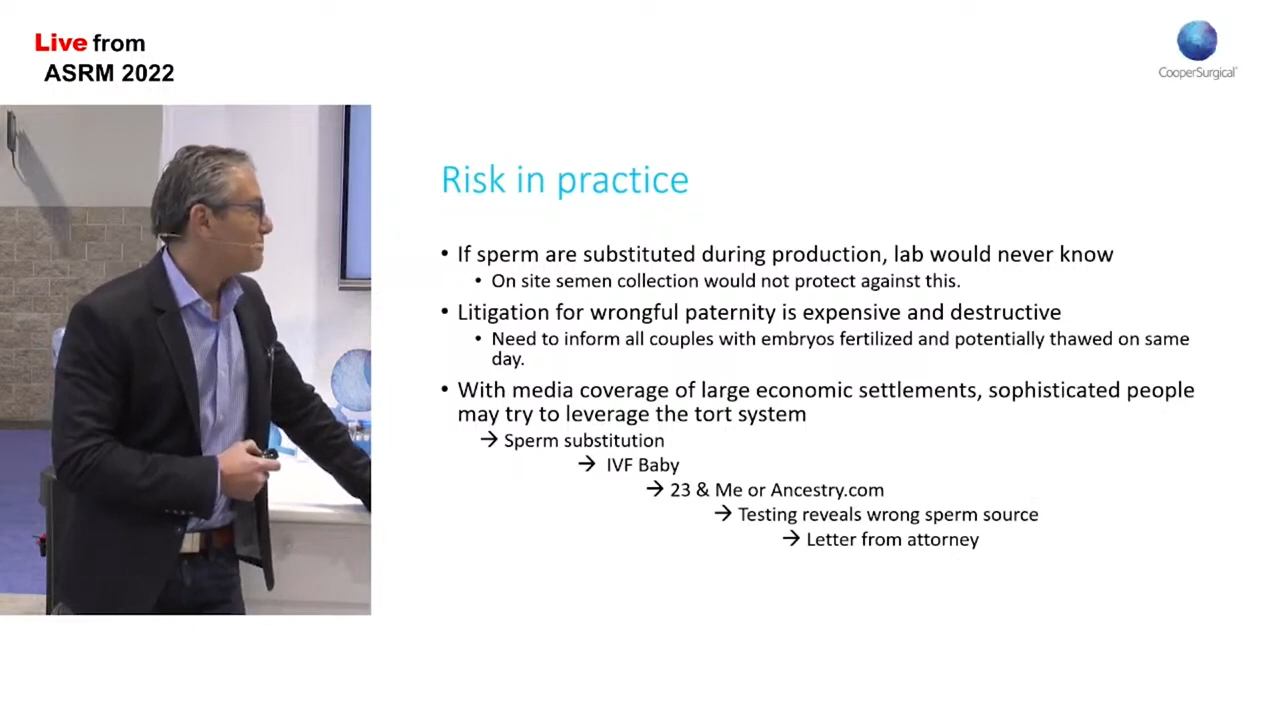 Live from
ASRM 2022
CooperSurgical
Risk in practice
• If sperm are substituted during production, lab would never know
• On site semen collection would not protect against this.
• Litigation for wrongful paternity is expensive and destructive
• Need to inform all couples with embryos fertilized and potentially thawed on same
day.
• With media coverage of large economic settlements, sophisticated people
may try to leverage the tort system
→ Sperm substitution
→ IVF Baby
→ 23 & Me or Ancestry.com
→ Testing reveals wrong sperm source
→ Letter from attorney